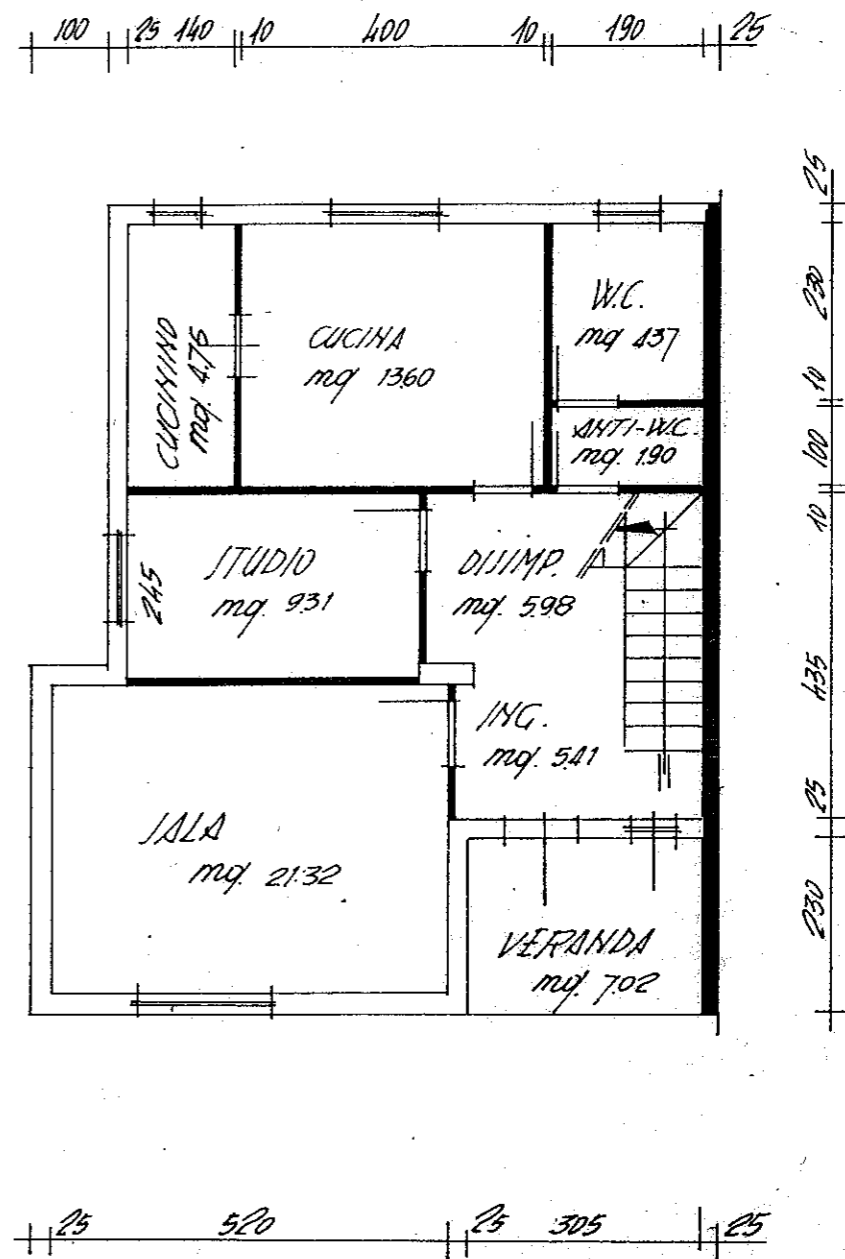 100 25 140 10 400 10 190 25
25
230
10
100
10
435
25
230
CUCININO
mq. 4,75
CUCINA
mq 13.60
W.C.
mq 4.37
ANTI-W.C.
mq. 1.90
STUDIO
mq. 9.31
245
DISIMP.
mq. 5.98
ING.
mq. 5.41
SALA
mq. 21.32
VERANDA
mq. 7.02
25 520 25 305 25